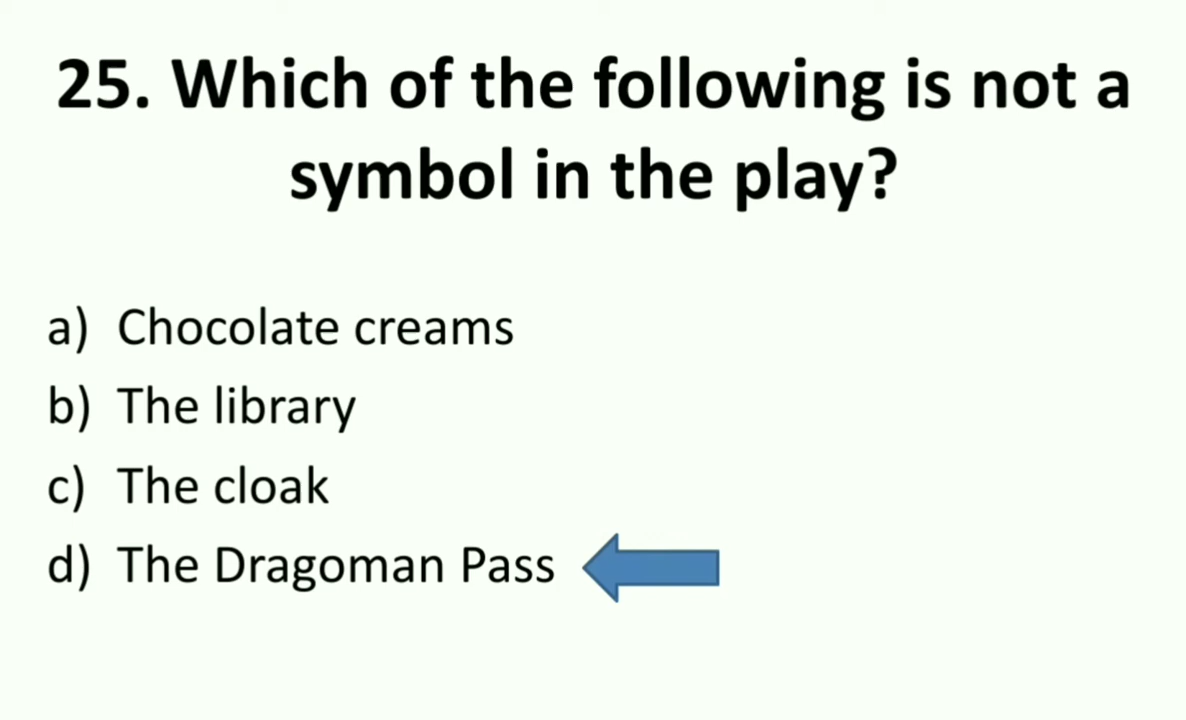 25. Which of the following is not a
symbol in the play?
a) Chocolate creams
b) The library
c) The cloak
d) The Dragoman Pass